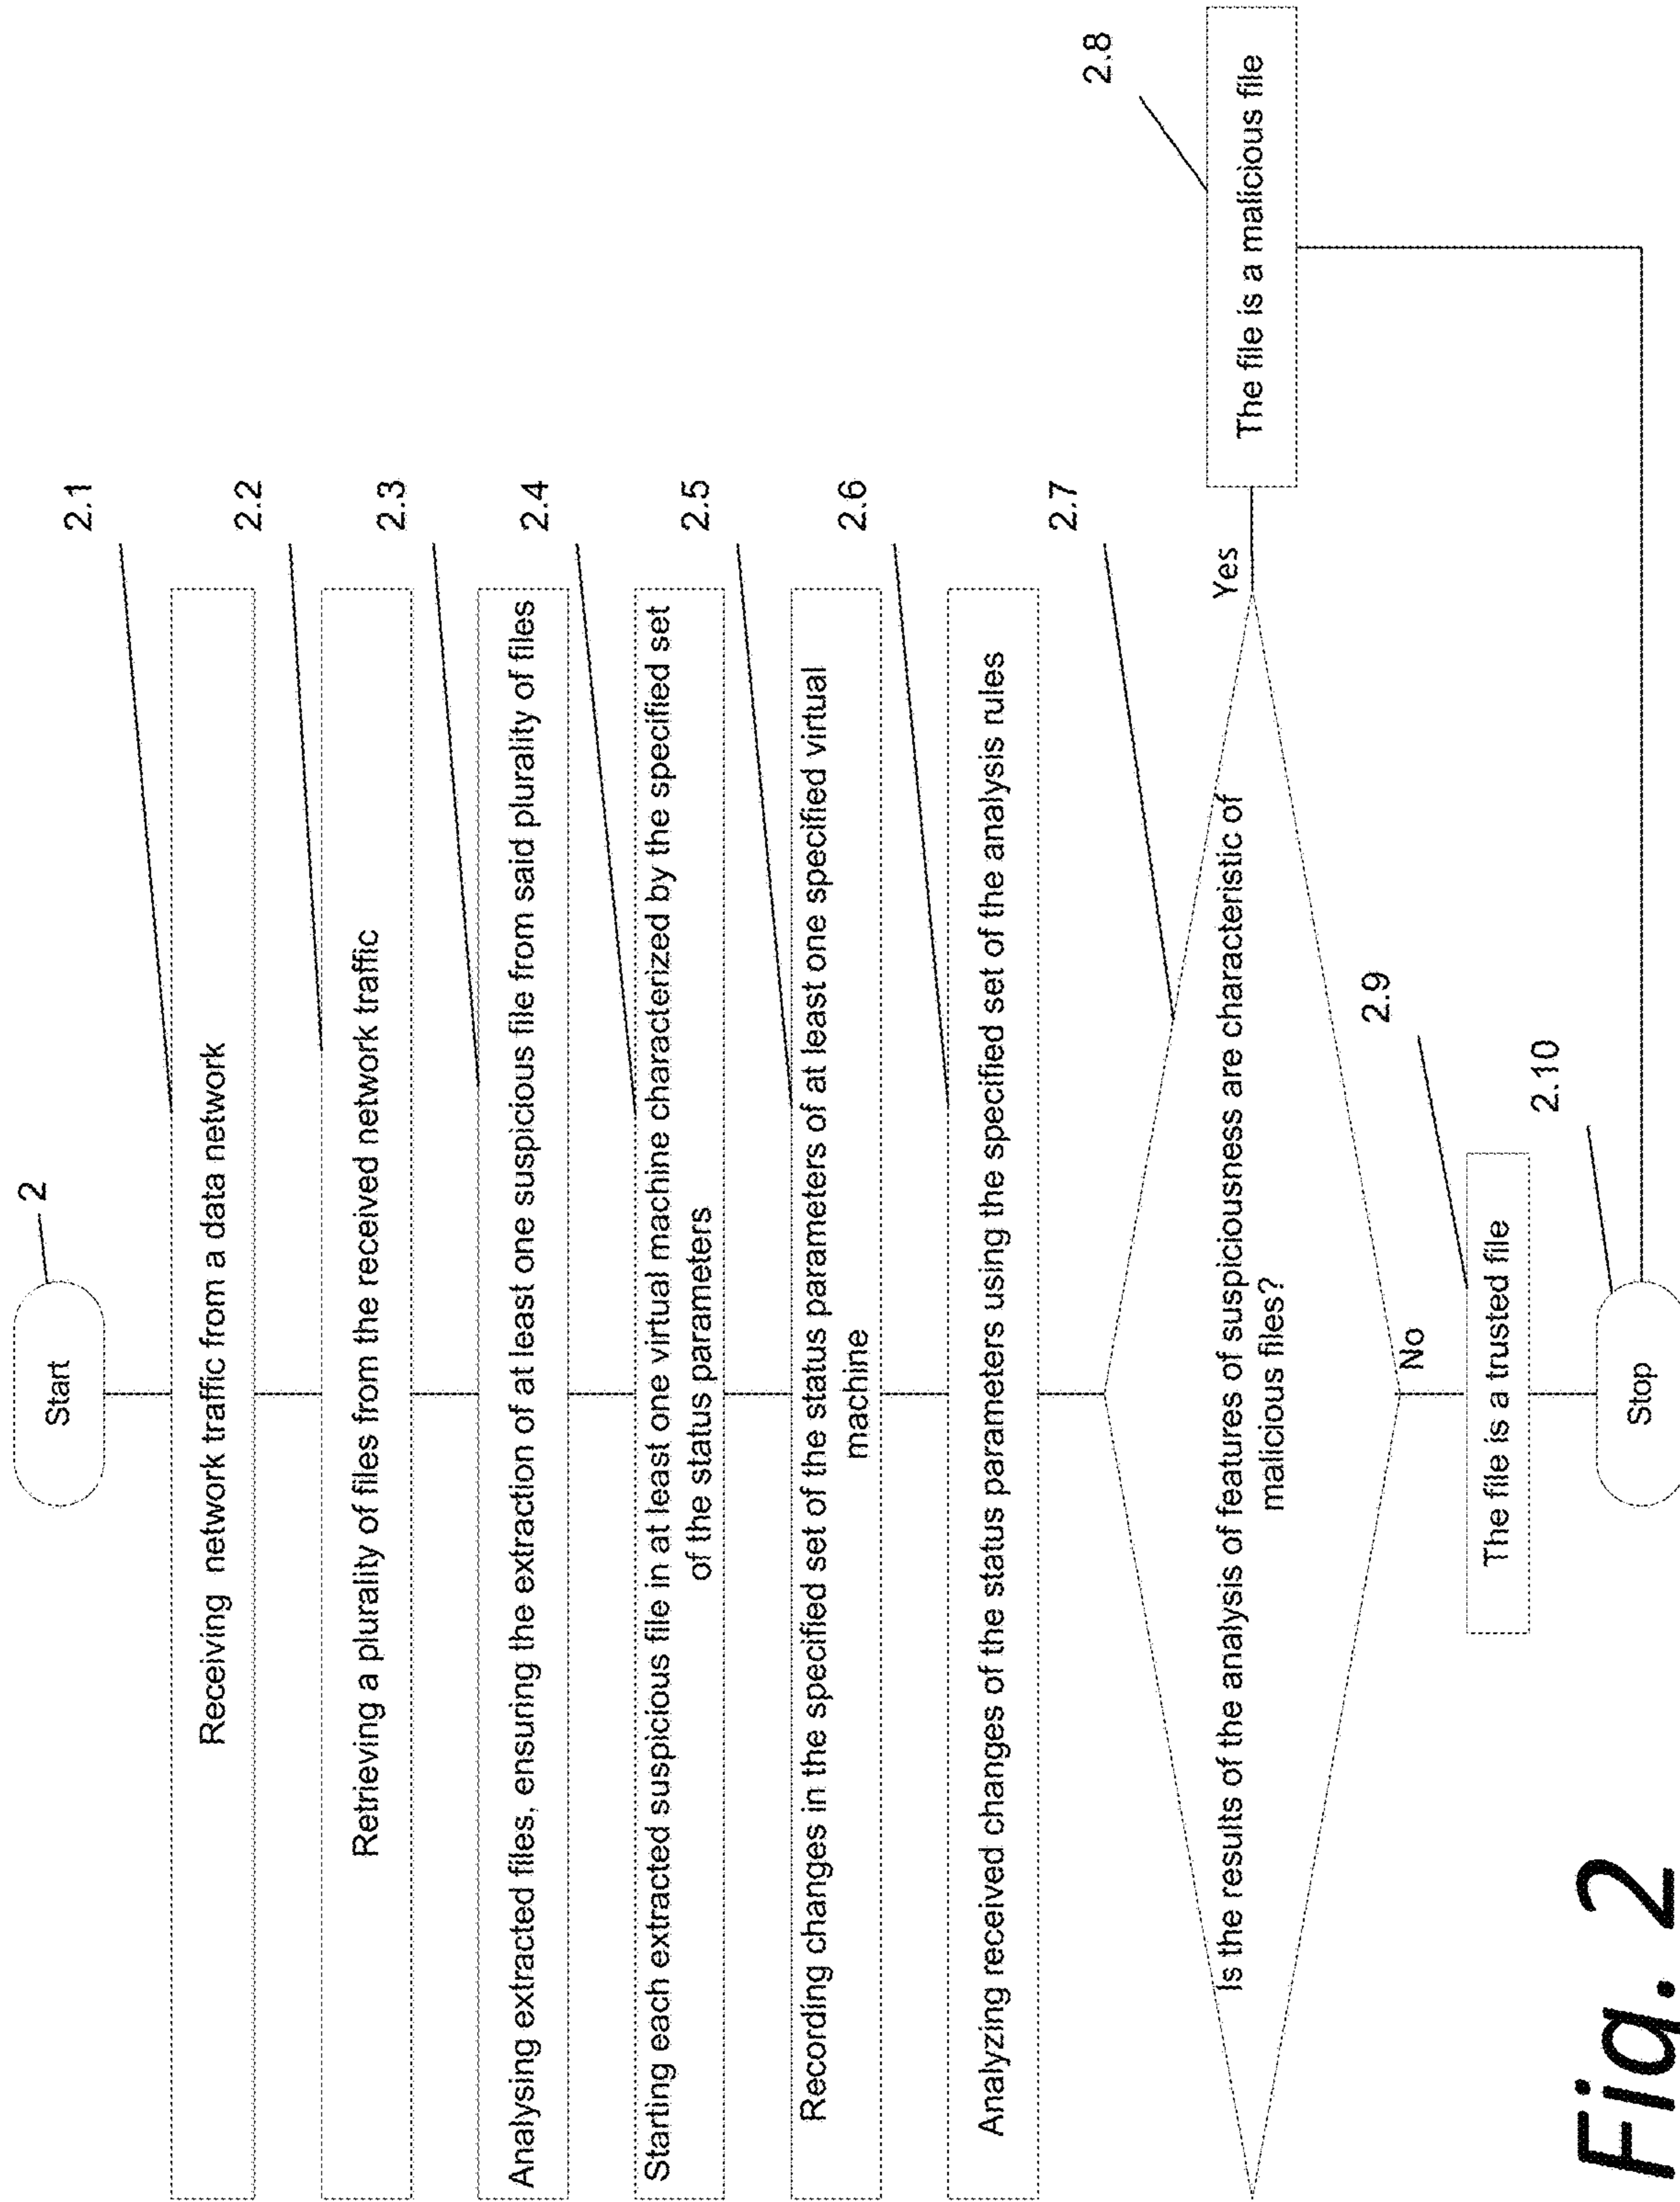 Start
2
Receiving network traffic from a data network
2.1
Retrieving a plurality of files from the received network traffic
2.2
Analysing extracted files, ensuring the extraction of at least one suspicious file from said plurality of files
2.3
Starting each extracted suspicious file in at least one virtual machine characterized by the specified set
of the status parameters
2.4
Recording changes in the specified set of the status parameters of at least one specified virtual
machine
2.5
Analyzing received changes of the status parameters using the specified set of the analysis rules
2.6
Is the results of the analysis of features of suspiciousness are characteristic of
malicious files?
2.7
Yes
The file is a malicious file
2.8
No
The file is a trusted file
2.9
Stop
2.10
Fig. 2